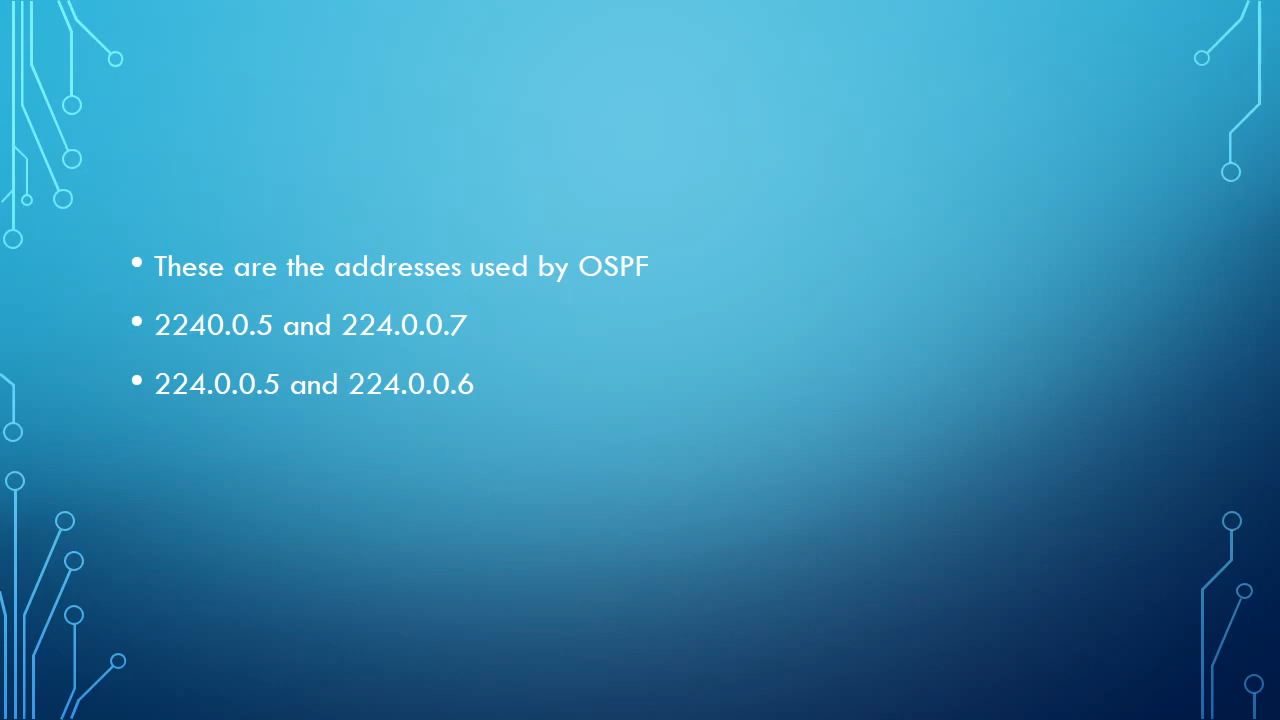 • These are the addresses used by OSPF
• 2240.0.5 and 224.0.0.7
• 224.0.0.5 and 224.0.0.6